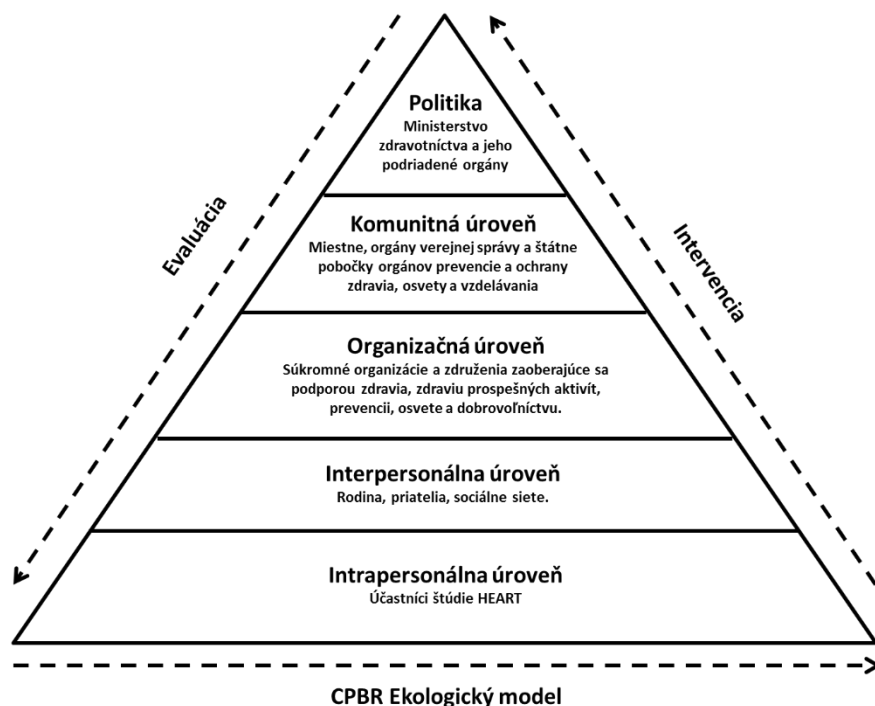 Politika
Ministerstvo
zdravotníctva a jeho
podriadené orgány
Komunitná úroveň
Miestne, orgány verejnej správy a štátne
pobočky orgánov prevencie a ochrany
zdravia, osvety a vzdelávania
Organizačná úroveň
Súkromné organizácie a združenia zaoberajúce sa
podporou zdravia, zdraviu prospešných aktivít,
prevencii, osvete a dobrovoľníctvu.
Interpersonálna úroveň
Rodina, priatelia, sociálne siete.
Intrapersonálna úroveň
Účastníci štúdie HEART
Evaluácia
Intervencia
CPBR Ekologický model